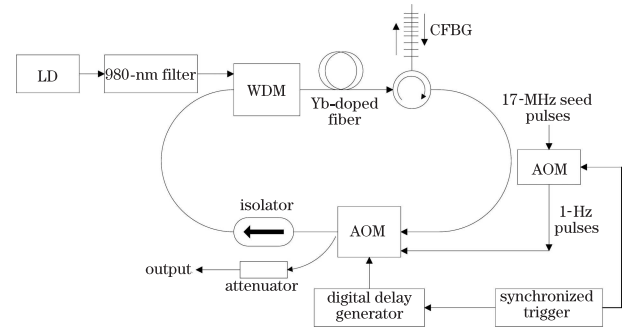 CFBG
LD
980-nm filter
WDM
Yb-doped
fiber
17-MHz seed
pulses
AOM
1-Hz
pulses
isolator
AOM
output
attenuator
digital delay
generator
synchronized
trigger